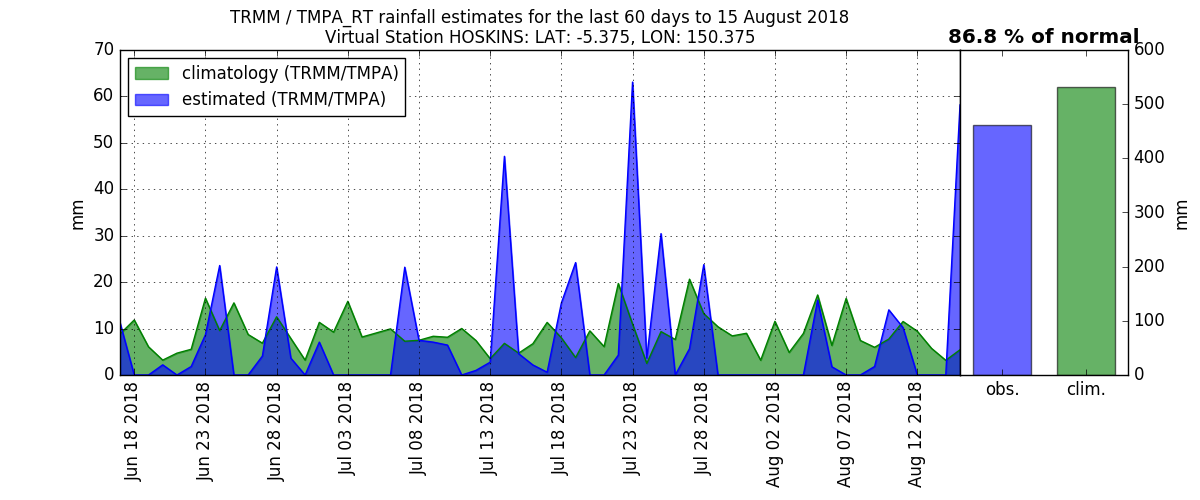 TRMM / TMPA_RT rainfall estimates for the last 60 days to 15 August 2018
Virtual Station HOSKINS: LAT: -5.375, LON: 150.375
86.8 % of normal
climatology (TRMM/TMPA)
estimated (TRMM/TMPA)
mm
70
60
50
40
30
20
10
0
Jun 18 2018
Jun 23 2018
Jun 28 2018
Jul 03 2018
Jul 08 2018
Jul 13 2018
Jul 18 2018
Jul 23 2018
Jul 28 2018
Aug 02 2018
Aug 07 2018
Aug 12 2018
600
500
400
300
200
100
0
mm
obs.
clim.